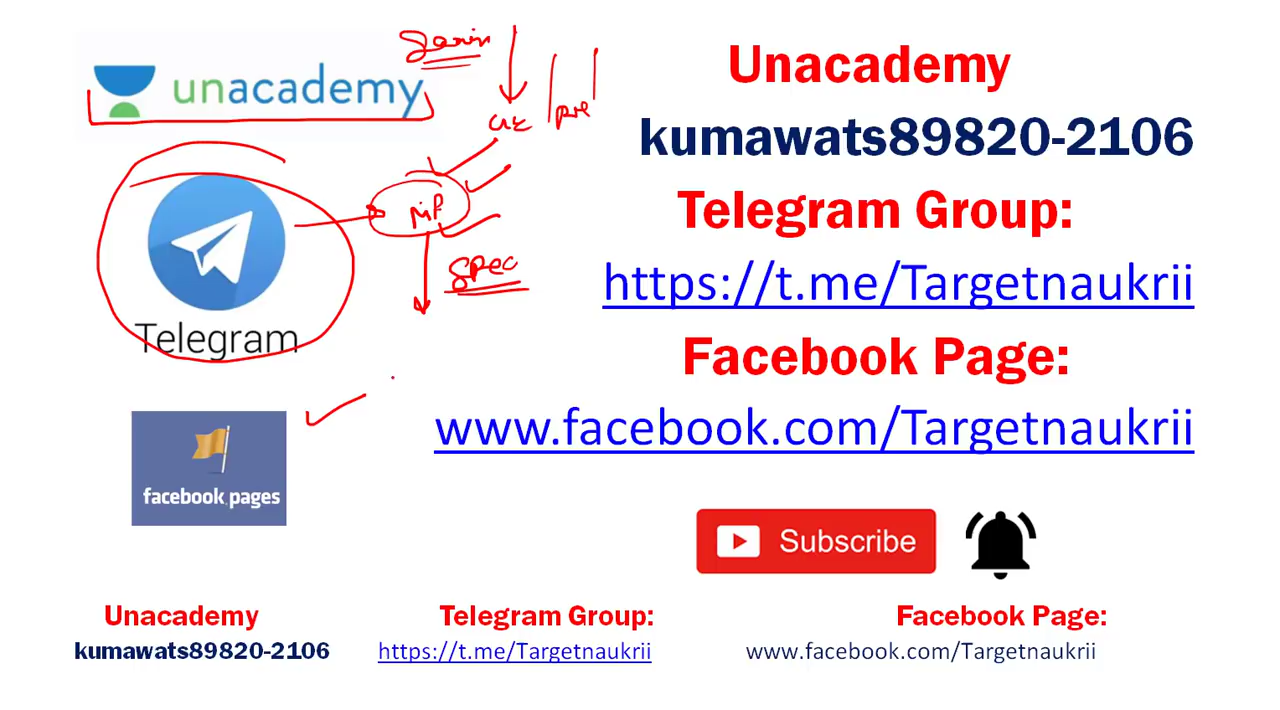 unacademy
Unacademy
kumawats89820-2106
Telegram Group:
https://t.me/Targetnaukrii
Telegram
SPEC
Facebook Page:
www.facebook.com/Targetnaukrii
facebook pages
Subscribe
Unacademy
kumawats89820-2106
Telegram Group:
https://t.me/Targetnaukrii
Facebook Page:
www.facebook.com/Targetnaukrii